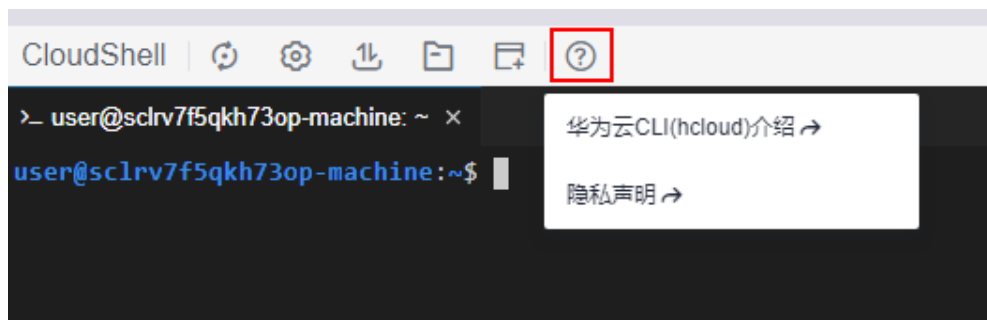 CloudShell
>_ user@sclrv7f5qkh73op-machine: ~ ×
user@sclrv7f5qkh73op-machine:~$
华为云CLI(hcloud)介绍
隐私声明